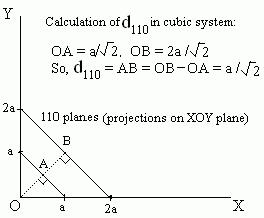 Y
Calculation of d110 in cubic system:
OA = a/√2, OB = 2a/√2
So, d110 = AB = OB – OA = a/√2
2a
110 planes (projections on XOY plane)
B
a
A
O
a
2a
X